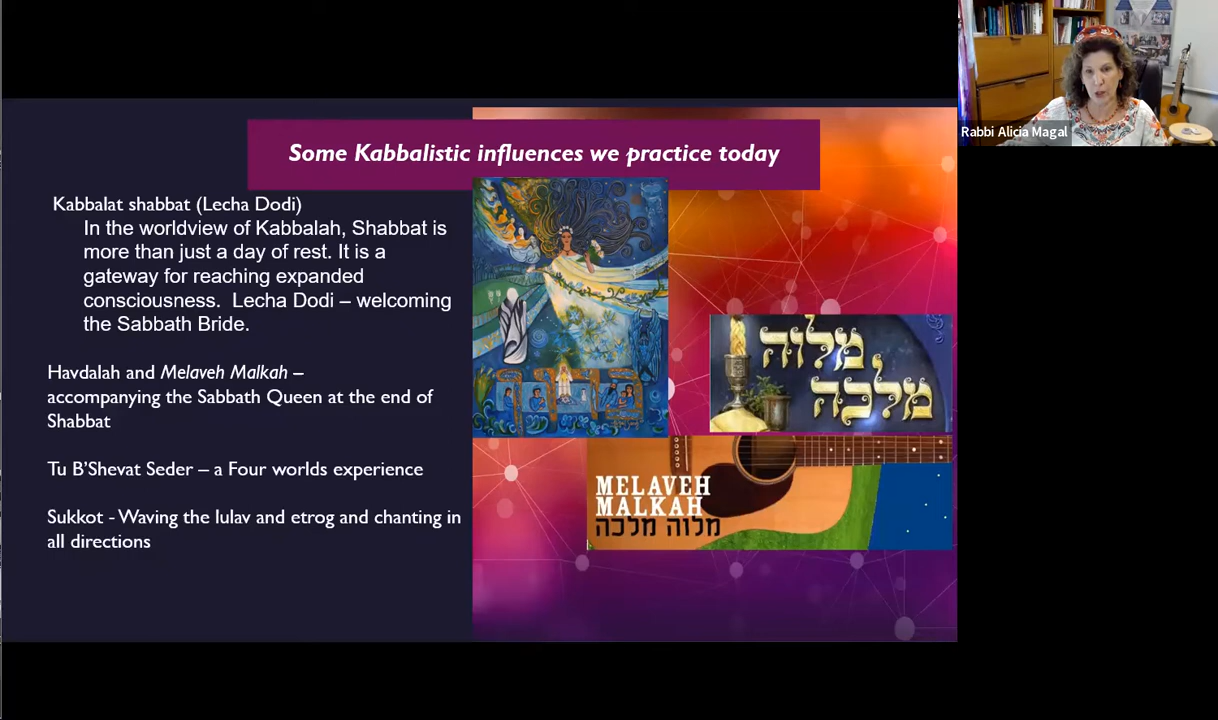 Some Kabbalistic influences we practice today
Kabbalat shabbat (Lecha Dodi)
In the worldview of Kabbalah, Shabbat is
more than just a day of rest. It is a
gateway for reaching expanded
consciousness.  Lecha Dodi – welcoming
the Sabbath Bride.
Havdalah and Melaveh Malkah –
accompanying the Sabbath Queen at the end of
Shabbat
Tu B'Shevat Seder – a Four worlds experience
Sukkot - Waving the lulav and etrog and chanting in
all directions
מלוה
מלכה
MELAVEH
MALKAH
מלוה מלכה
Rabbi Alicia Magal